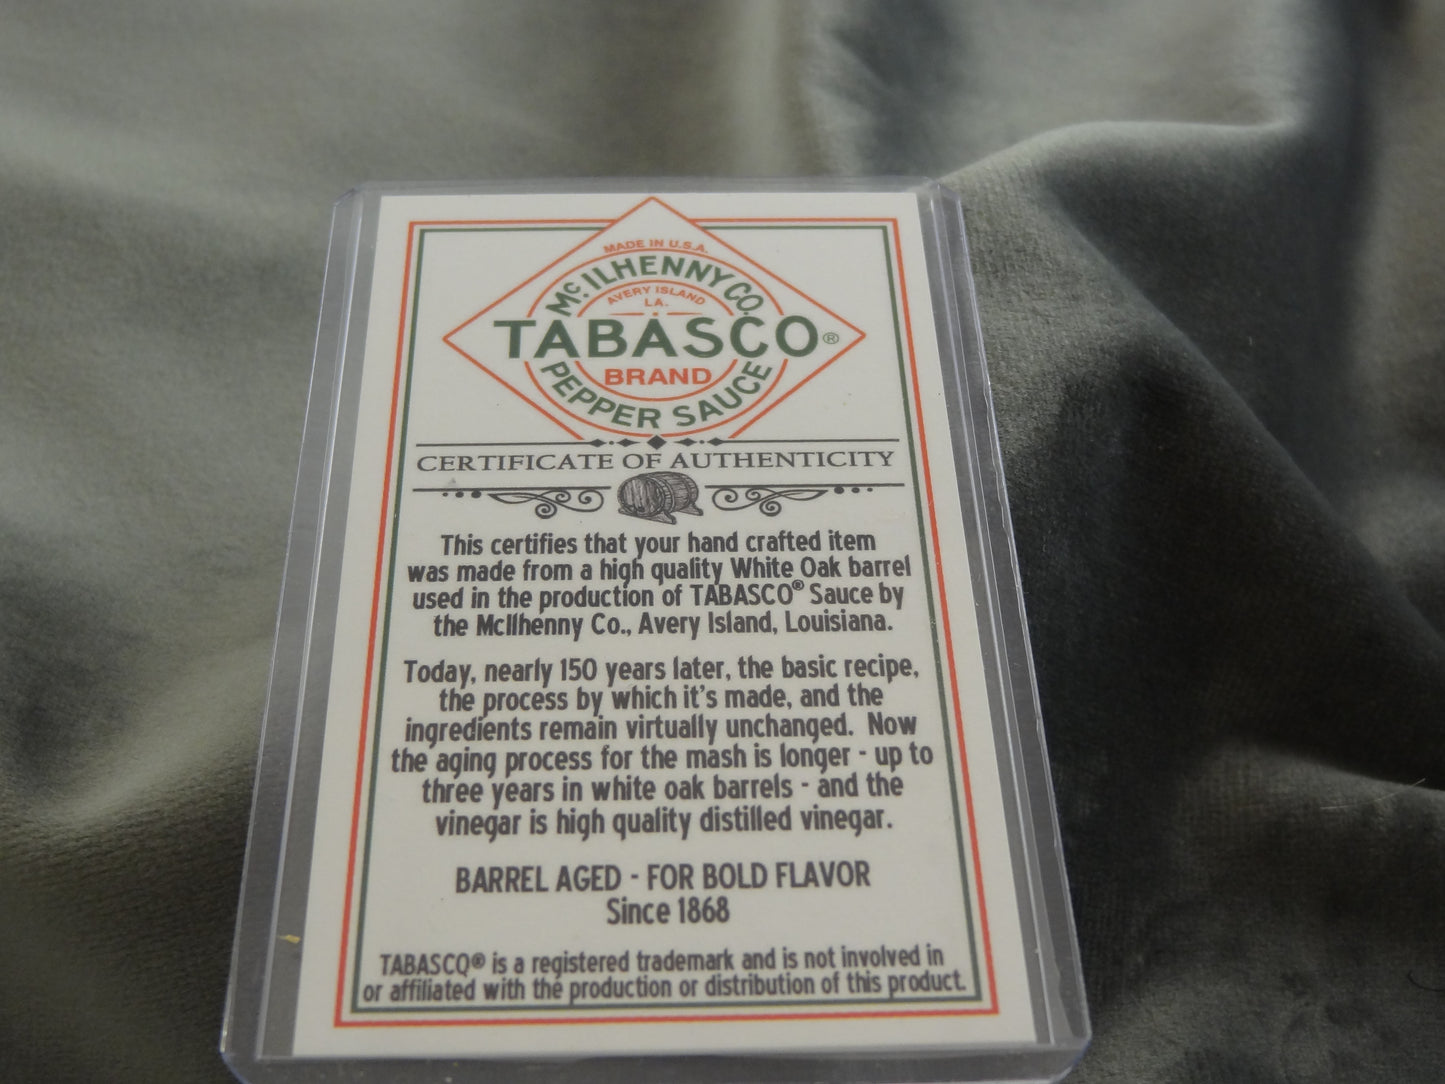 MADE IN U.S.A.
McILHENNY CO.
AVERY ISLAND
LA.
TABASCO®
BRAND
PEPPER SAUCE
CERTIFICATE OF AUTHENTICITY
This certifies that your hand crafted item
was made from a high quality White Oak barrel
used in the production of TABASCO® Sauce by
the McIlhenny Co., Avery Island, Louisiana.
Today, nearly 150 years later, the basic recipe,
the process by which it's made, and the
ingredients remain virtually unchanged. Now
the aging process for the mash is longer - up to
three years in white oak barrels - and the
vinegar is high quality distilled vinegar.
BARREL AGED - FOR BOLD FLAVOR
Since 1868
TABASCO® is a registered trademark and is not involved in
or affiliated with the production or distribution of this product.